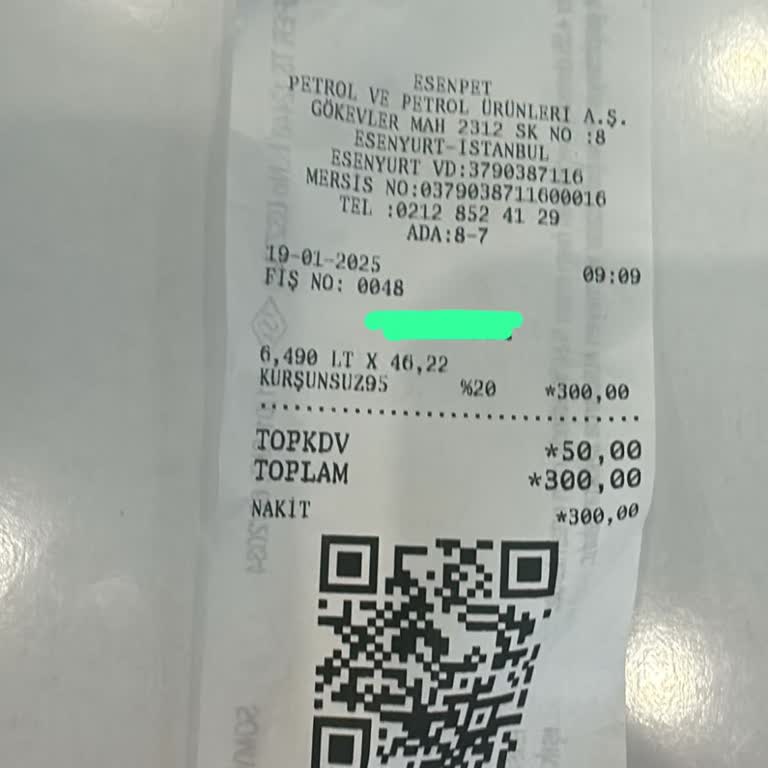 ESENPET
PETROL VE PETROL ÜRÜNLERİ A.Ş.
GÖKEVLER MAH 2312 SK NO :8
ESENYURT-İSTANBUL
ESENYURT VD:3790387116
MERSİS NO:0379038711600016
TEL :0212 852 41 29
ADA:8-7
19-01-2025 09:09
FİŞ NO: 0048
6,490 LT X 46,22
KURŞUNSUZ95 %20 *300,00
TOPKDV *50,00
TOPLAM *300,00
NAKİT *300,00